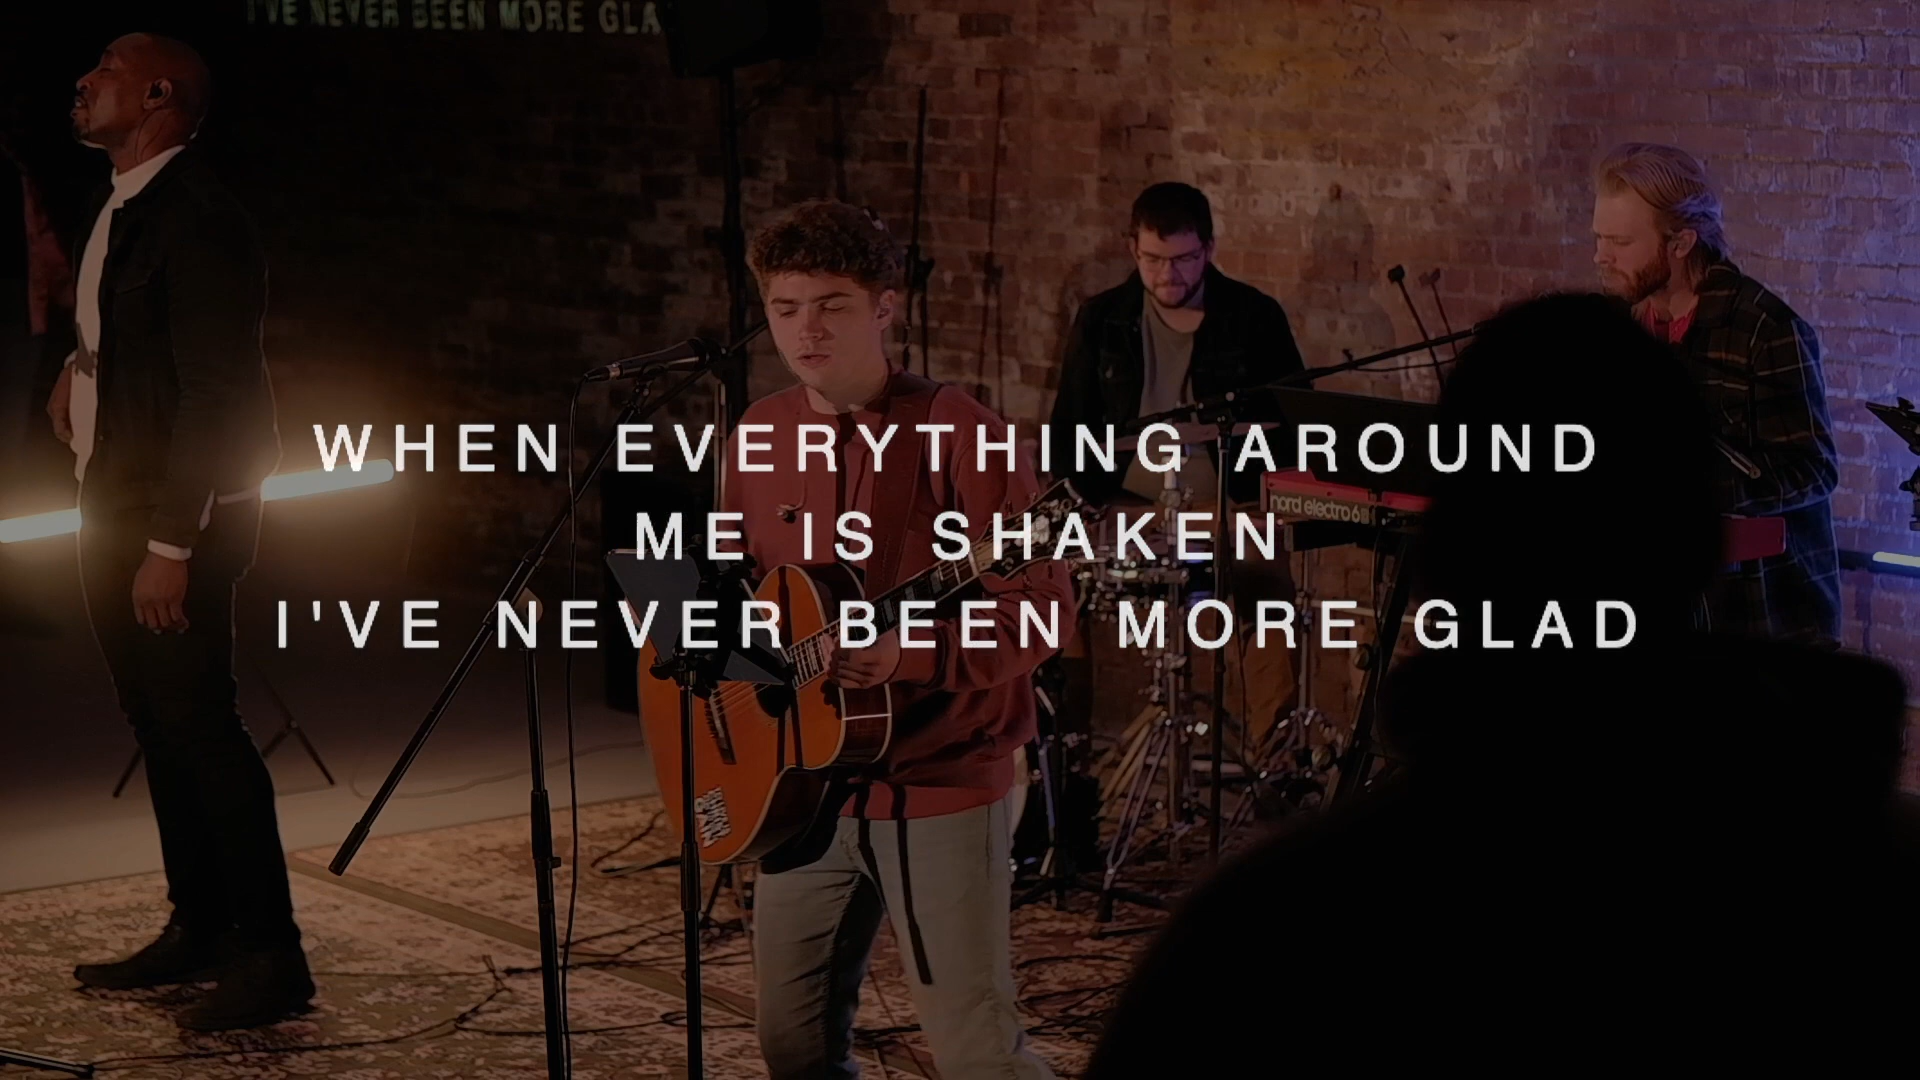 I'VE NEVER BEEN MORE GLA
WHEN EVERYTHING AROUND
ME IS SHAKEN
I'VE NEVER BEEN MORE GLAD
nord electro 6